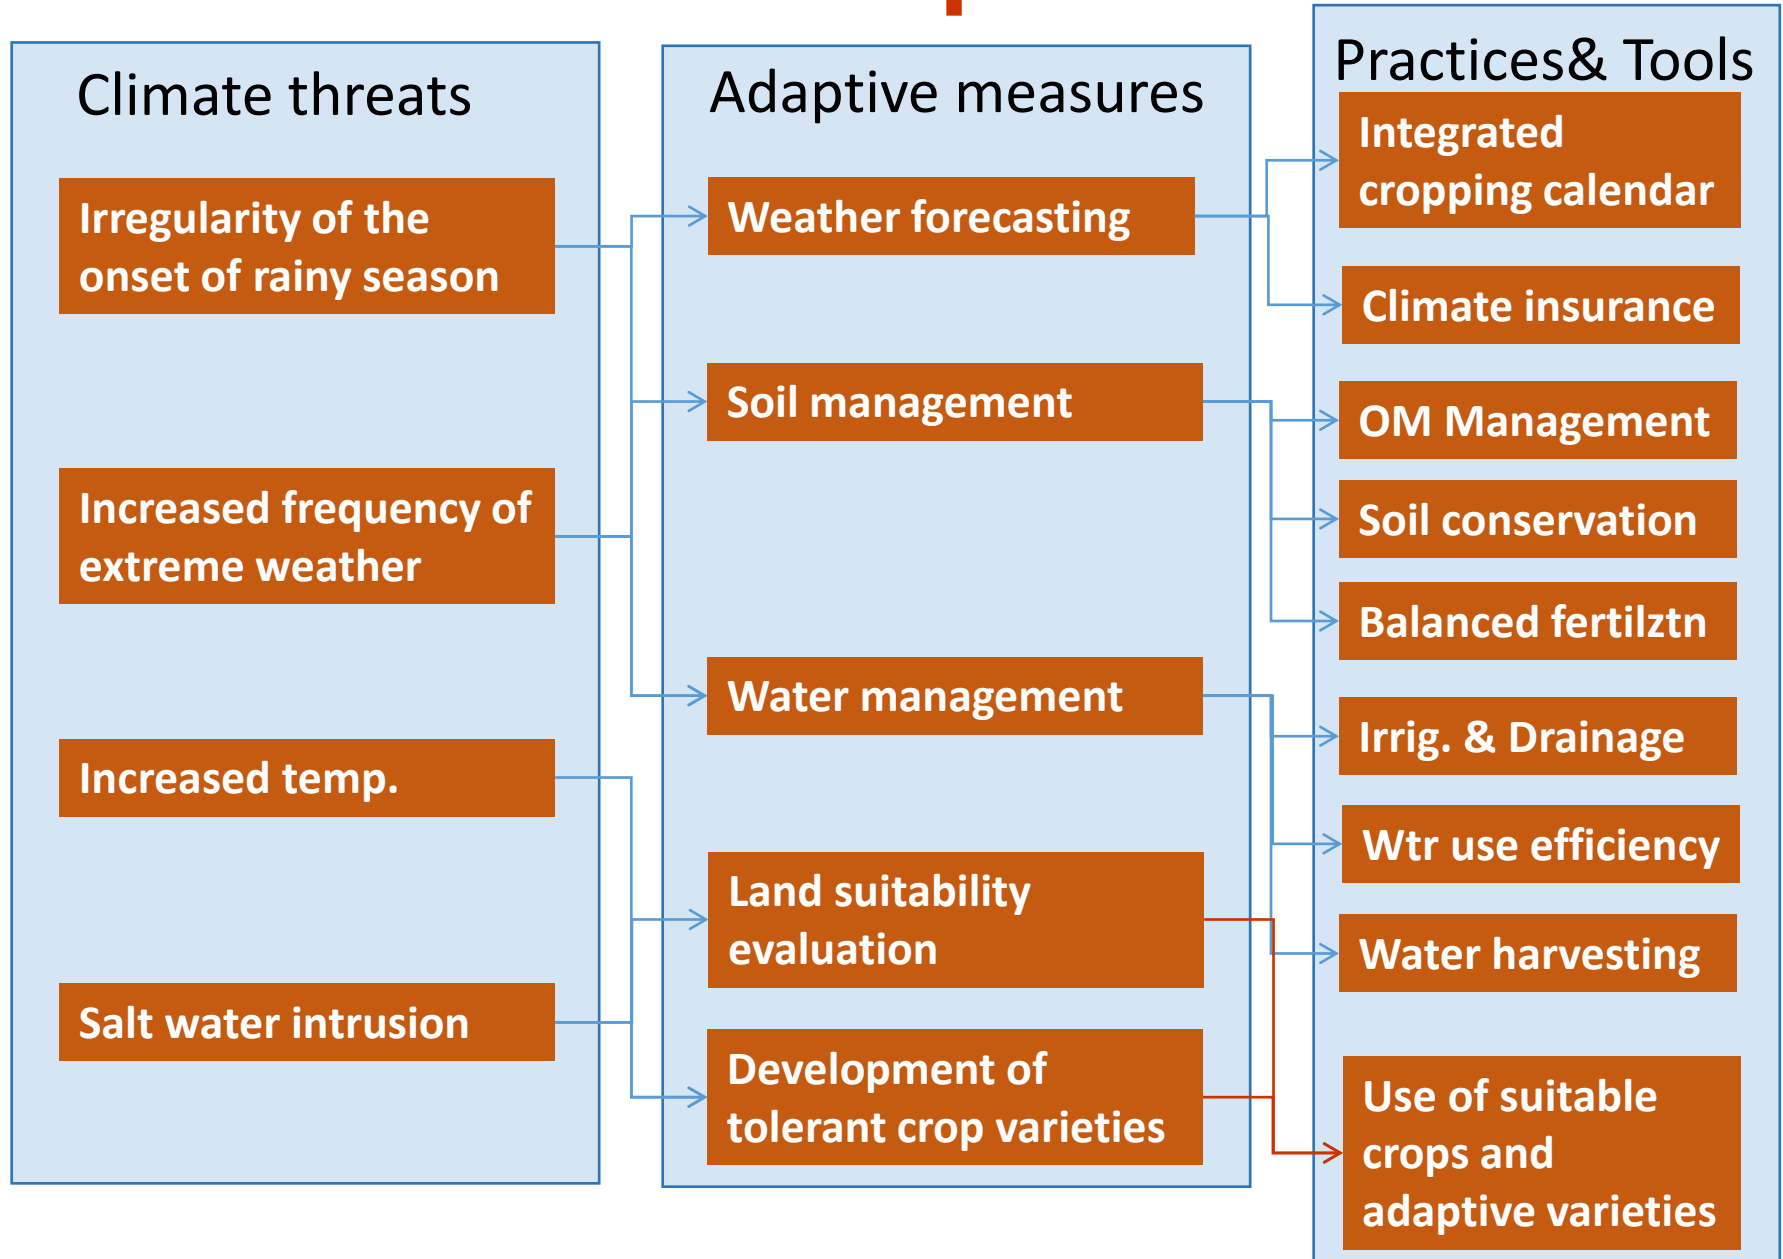 Climate threats
Irregularity of the
onset of rainy season
Increased frequency of
extreme weather
Increased temp.
Salt water intrusion
Adaptive measures
Weather forecasting
Soil management
Water management
Land suitability
evaluation
Development of
tolerant crop varieties
Practices& Tools
Integrated
cropping calendar
Climate insurance
OM Management
Soil conservation
Balanced fertilztn
Irrig. & Drainage
Wtr use efficiency
Water harvesting
Use of suitable
crops and
adaptive varieties